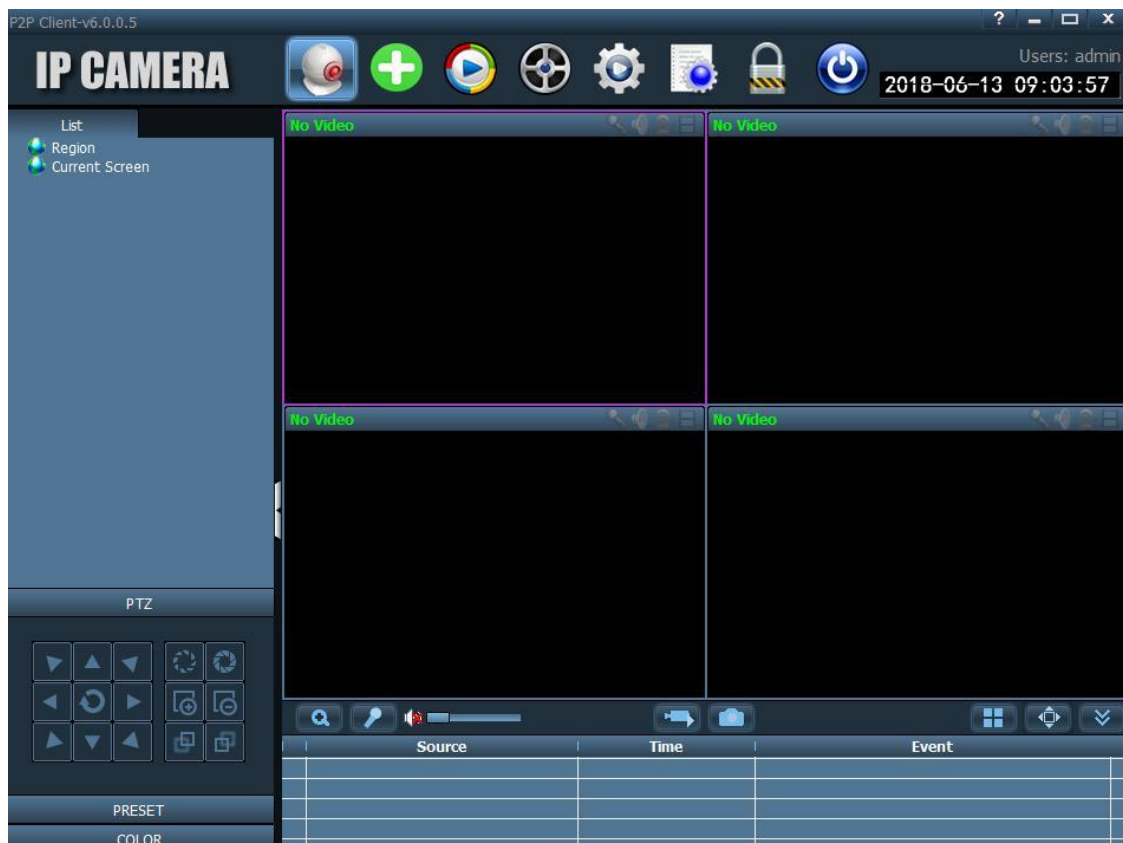 P2P Client-v6.0.0.5
?
X
IP CAMERA
Users: admin
2018-06-13 09:03:57
List
Region
Current Screen
No Video
No Video
No Video
No Video
PTZ
Source Time Event
PRESET
COLOR